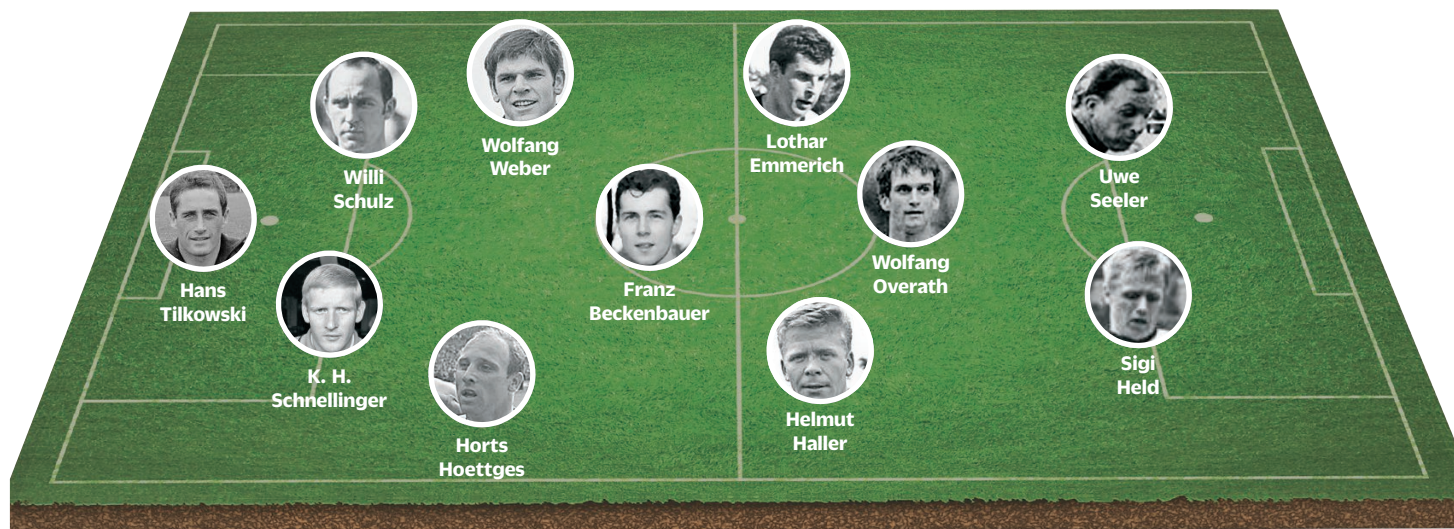 Hans
Tilkowski
Willi
Schulz
K. H.
Schnellinger
Wolfang
Weber
Horts
Hoettges
Franz
Beckenbauer
Lothar
Emmerich
Wolfang
Overath
Helmut
Haller
Uwe
Seeler
Sigi
Held